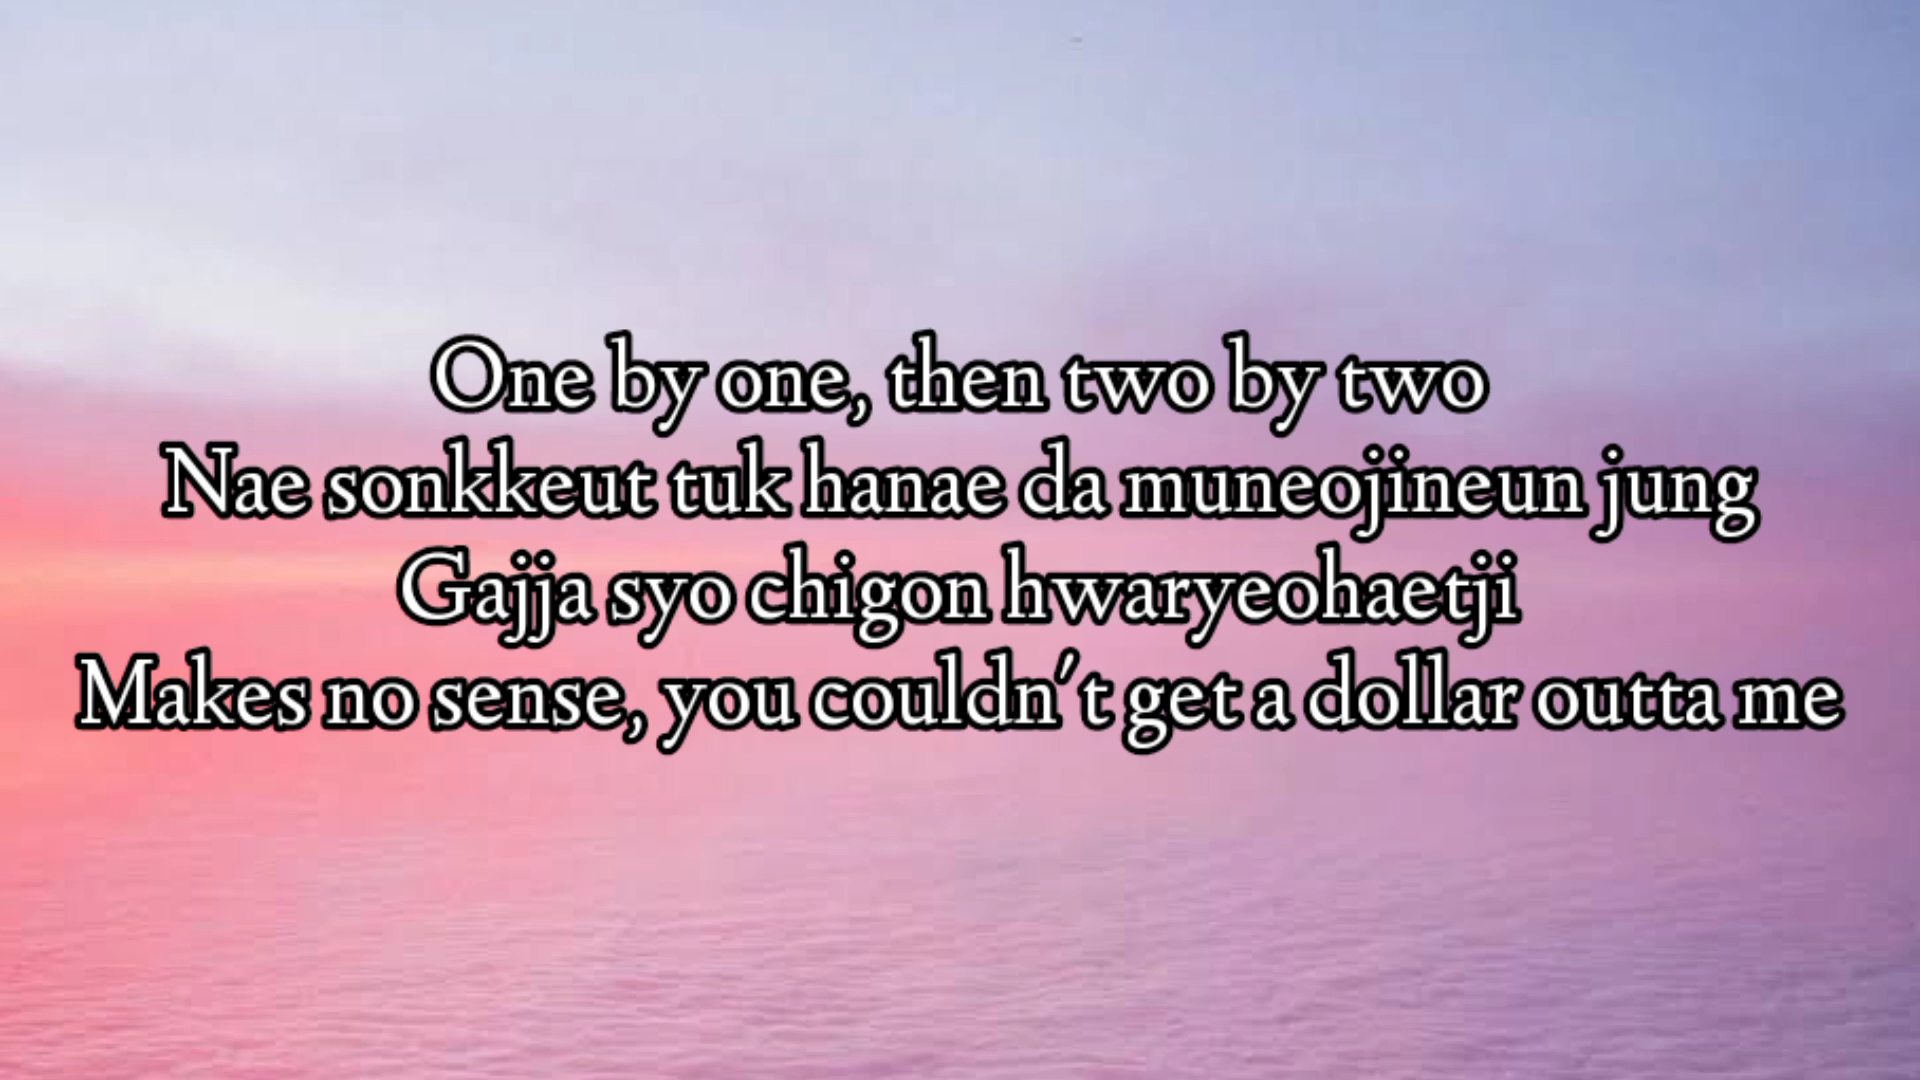 One by one, then two by two
Nae sonkkeut tuk hanae da muneojineun jung
Gajja syo chigon hwaryeohaetji
Makes no sense, you couldn't get a dollar outta me